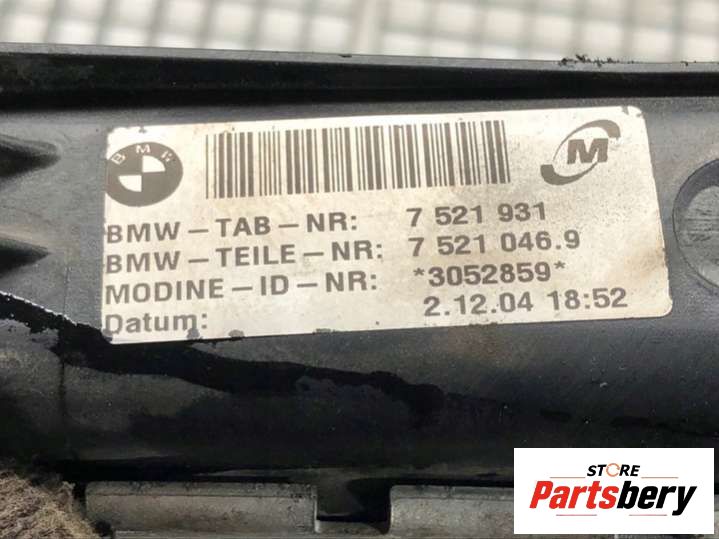 BMW
M
BMW-TAB-NR: 7 521 931
BMW-TEILE-NR: 7 521 046.9
MODINE-ID-NR: *3052859*
Datum: 2.12.04 18:52
STORE
Partsbery